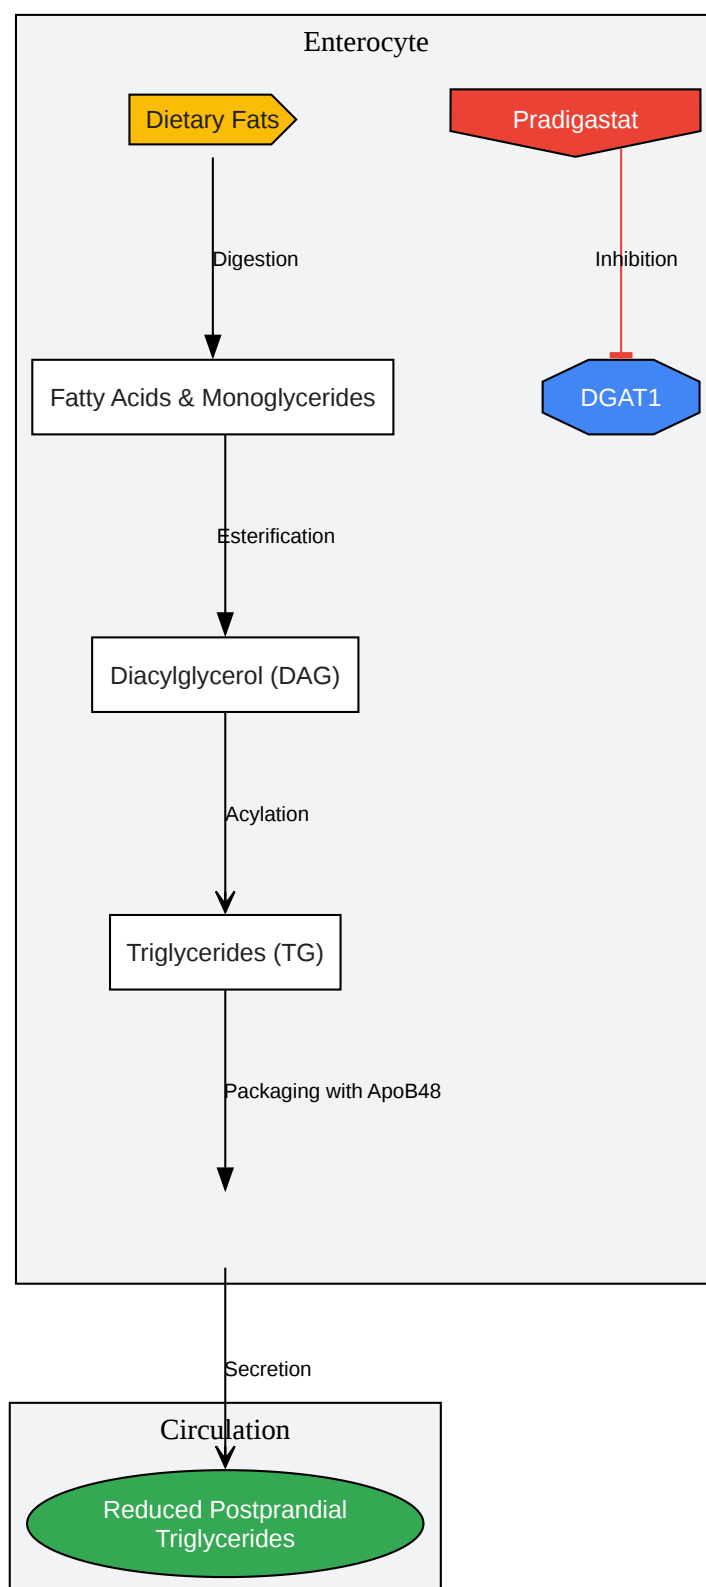 Enterocyte
Dietary Fats
Pradigastat
Digestion
Inhibition
Fatty Acids & Monoglycerides
DGAT1
Esterification
Diacylglycerol (DAG)
Acylation
Triglycerides (TG)
Packaging with ApoB48
Secretion
Circulation
Reduced Postprandial
Triglycerides